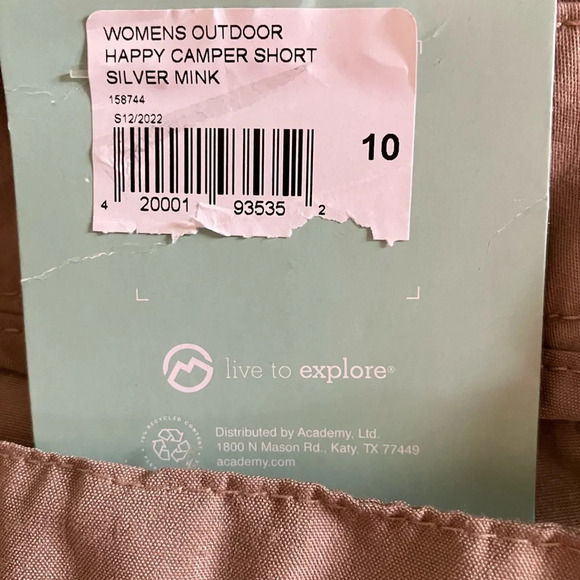 WOMENS OUTDOOR
HAPPY CAMPER SHORT
SILVER MINK
158744
S12/2022
10
4 20001 93535 2
live to explore®
Distributed by Academy, Ltd.
1800 N Mason Rd., Katy, TX 77449
academy.com